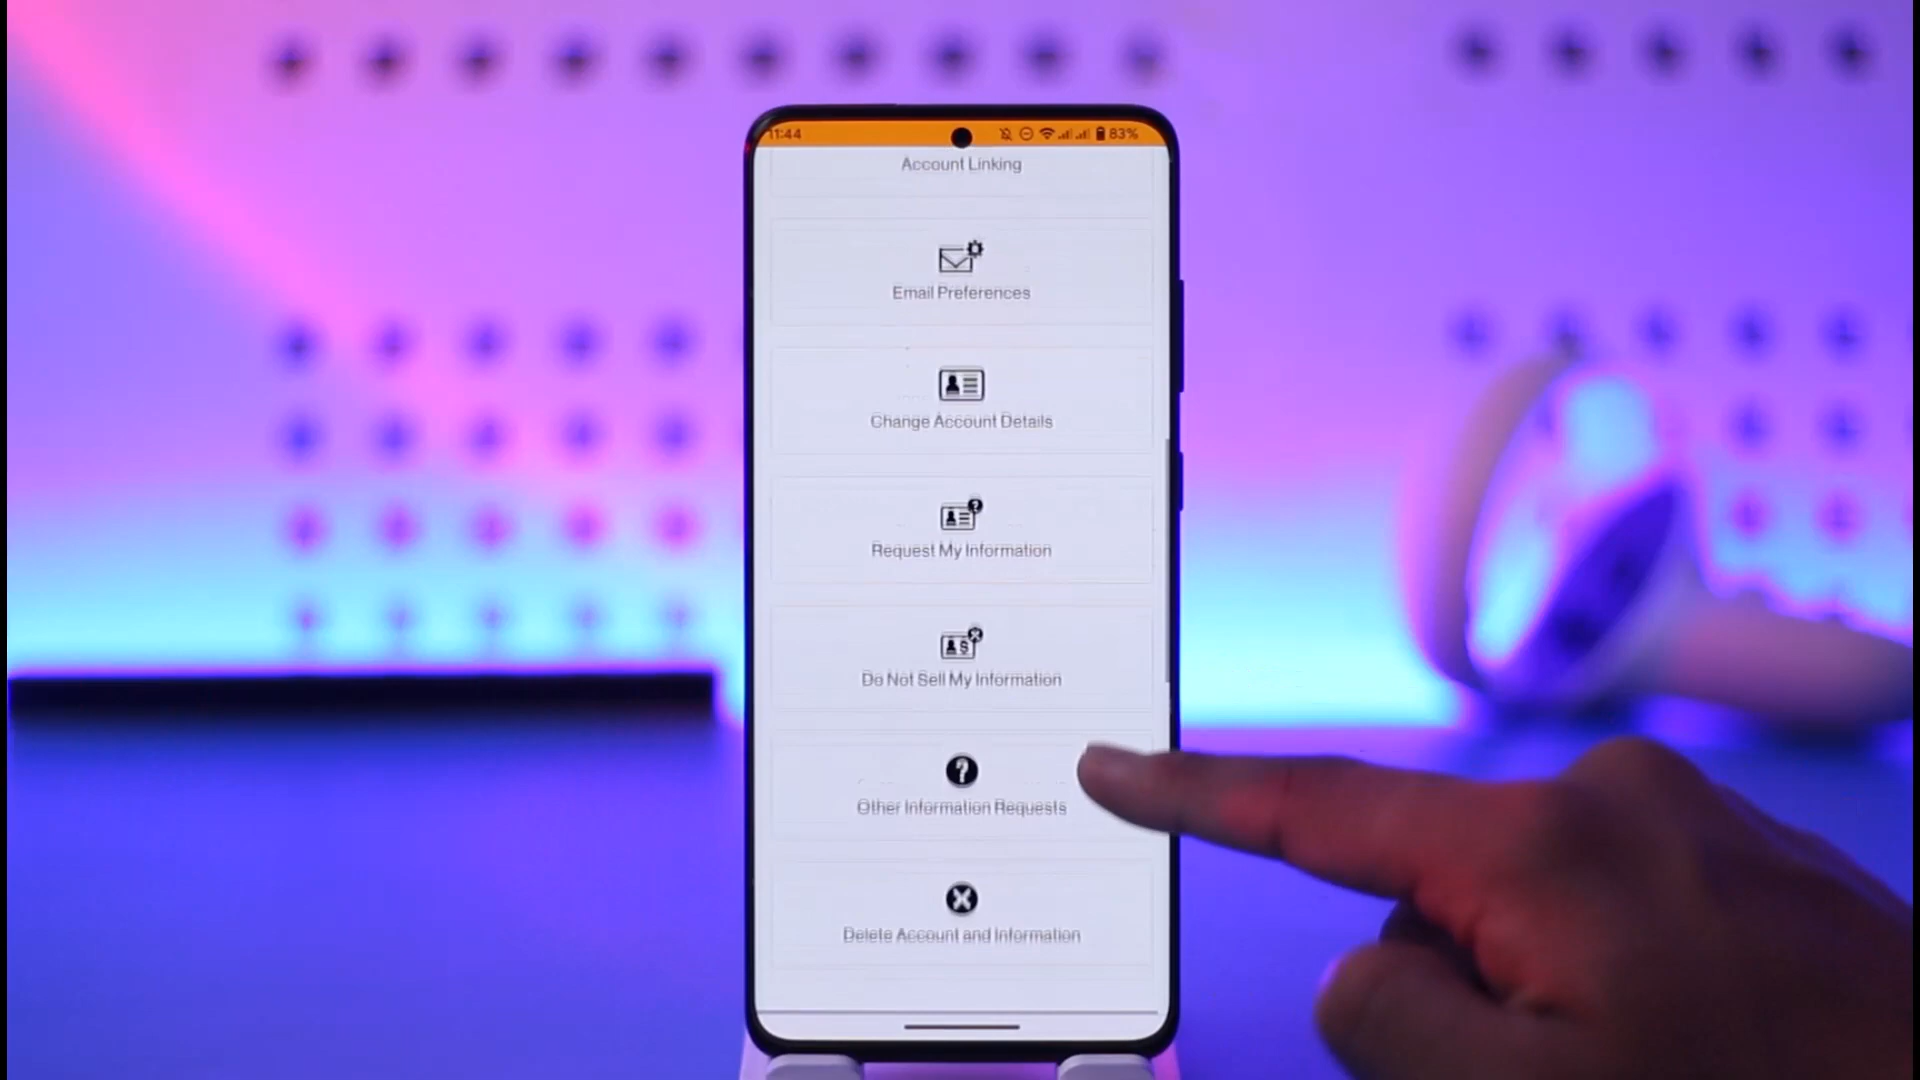 11:44
83%
Account Linking
Email Preferences
Change Account Details
Request My Information
Do Not Sell My Information
Other Information Requests
Delete Account and Information